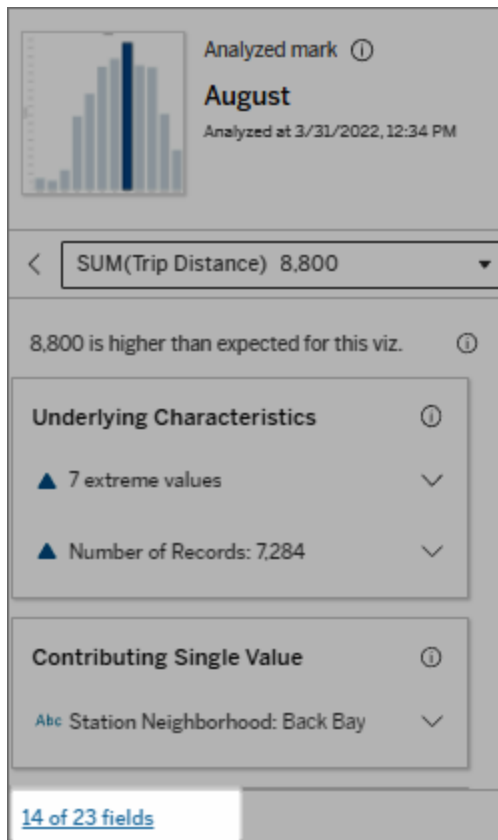 Analyzed mark
August
Analyzed at 3/31/2022, 12:34 PM
SUM(Trip Distance) 8,800
8,800 is higher than expected for this viz.
Underlying Characteristics
7 extreme values
Number of Records: 7,284
Contributing Single Value
Abc Station Neighborhood: Back Bay
14 of 23 fields